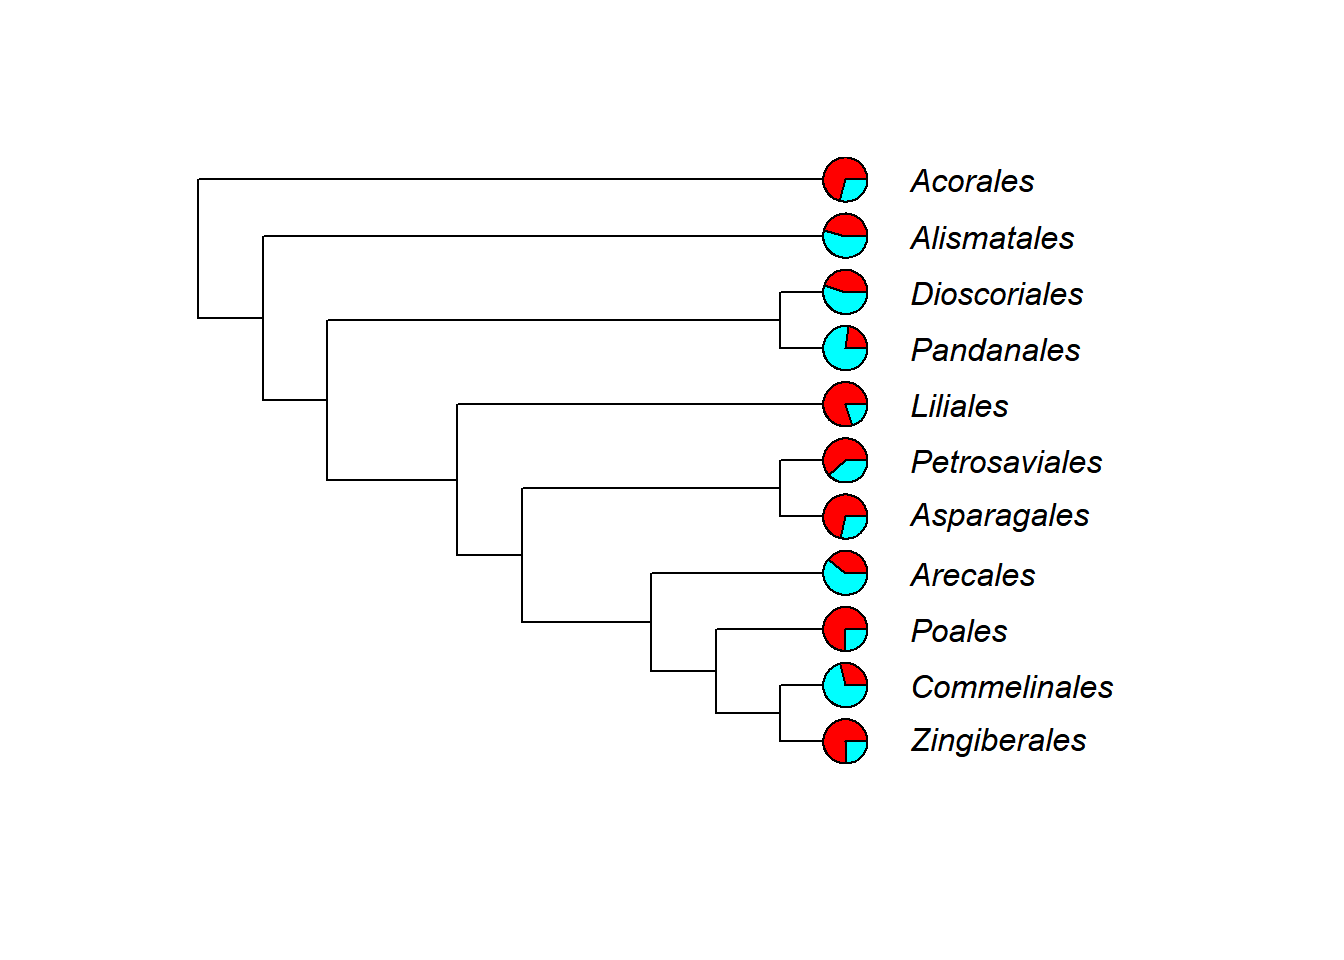 Acorales
Alismatales
Dioscoriales
Pandanales
Liliales
Petrosaviales
Asparagales
Arecales
Poales
Commelinales
Zingiberales